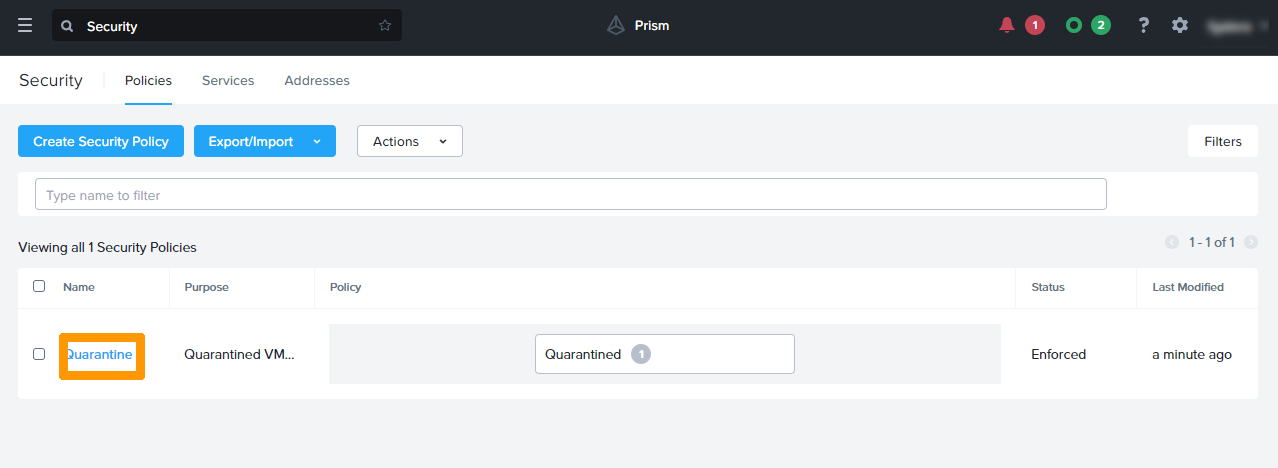 Security
Prism
1
2
?
Security
Policies
Services
Addresses
Create Security Policy
Export/Import
Actions
Filters
Type name to filter
Viewing all 1 Security Policies
1 - 1 of 1
Name
Purpose
Policy
Status
Last Modified
Quarantine
Quarantined VM...
Quarantined 1
Enforced
a minute ago